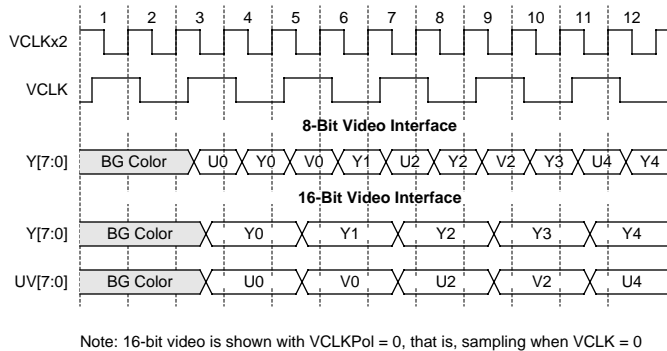 1 2 3 4 5 6 7 8 9 10 11 12
VCLKx2
VCLK
8-Bit Video Interface
Y[7:0] BG Color U0 Y0 V0 Y1 U2 Y2 V2 Y3 U4 Y4
16-Bit Video Interface
Y[7:0] BG Color Y0 Y1 Y2 Y3 Y4
UV[7:0] BG Color U0 V0 U2 V2 U4
Note: 16-bit video is shown with VCLKPol = 0, that is, sampling when VCLK = 0